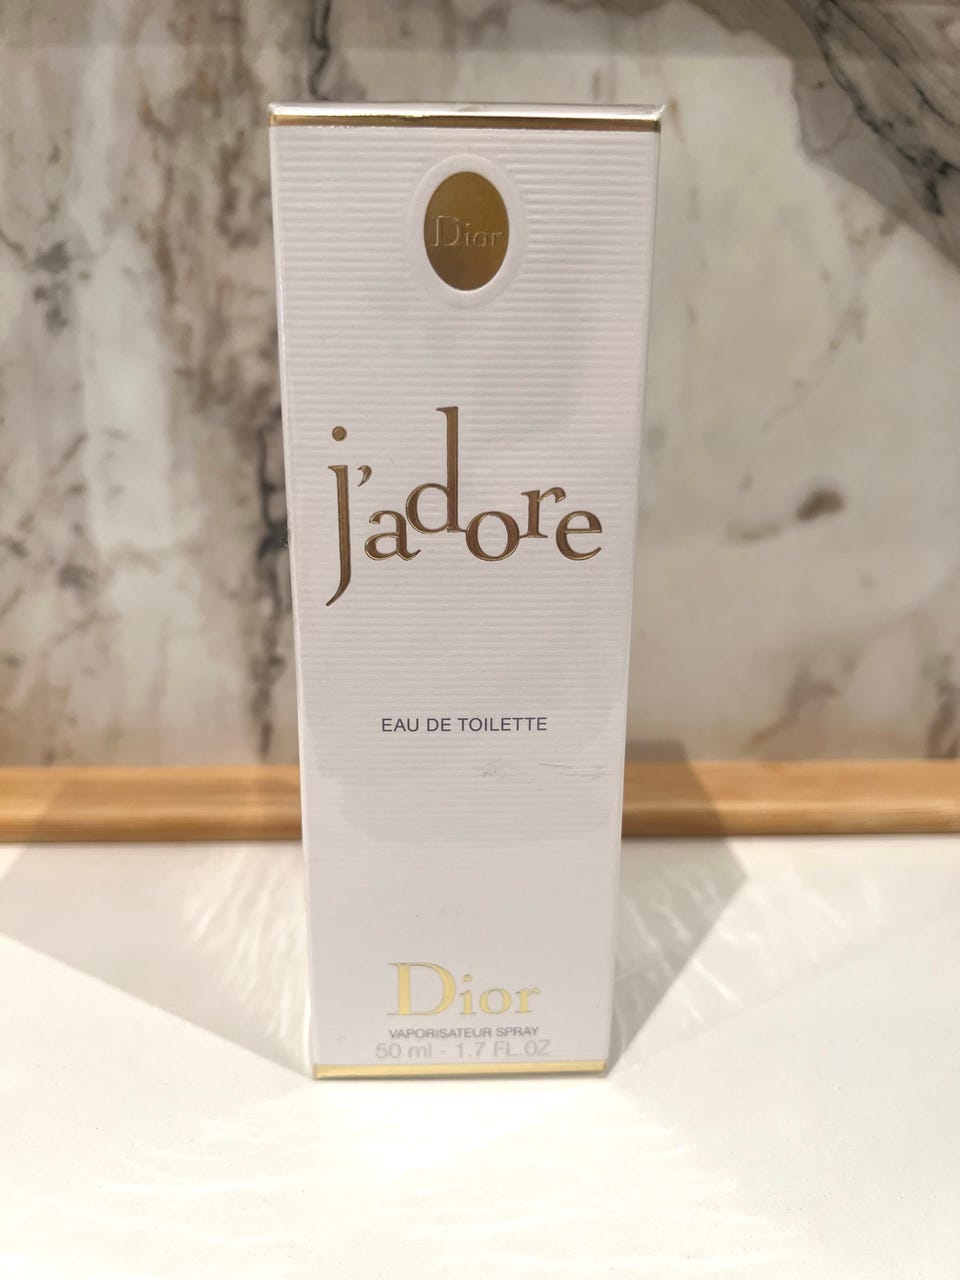 Dior
j'adore
EAU DE TOILETTE
Dior
VAPORISATEUR SPRAY
50 ml - 1.7 FL.OZ